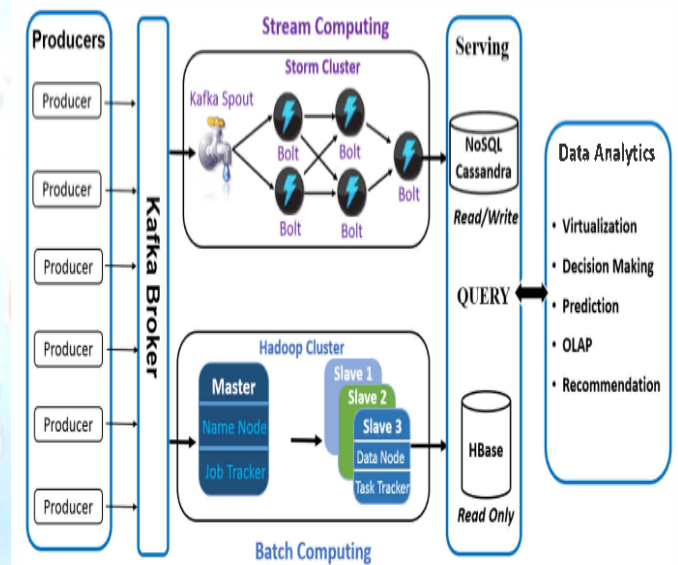 Producers
Producer
Producer
Producer
Producer
Producer
Producer
Kafka Broker
Stream Computing
Storm Cluster
Kafka Spout
Bolt
Bolt
Bolt
Bolt
Bolt
Hadoop Cluster
Master
Name Node
Job Tracker
Slave 1
Slave 2
Slave 3
Data Node
Task Tracker
Batch Computing
Serving
NoSQL
Cassandra
Read/Write
QUERY
HBase
Read Only
Data Analytics
• Virtualization
• Decision Making
• Prediction
• OLAP
• Recommendation